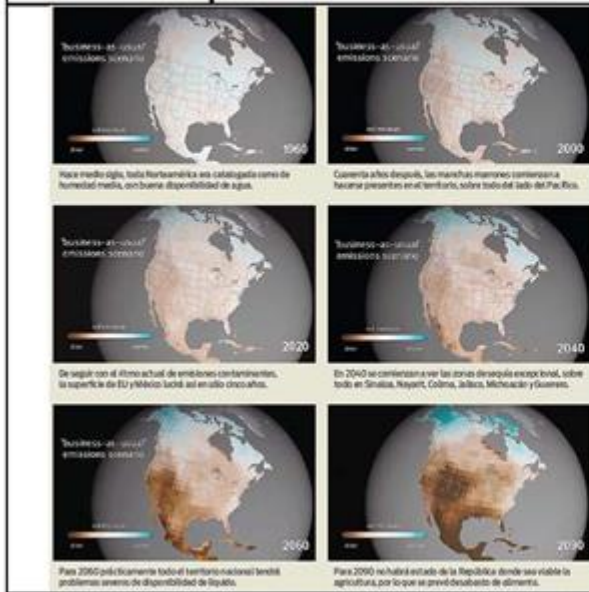 'business-as-usual'
emissions scenario
1960
Hace medio siglo, toda Norteamérica era catalogada como de
humedad media, con buena disponibilidad de agua.
'business-as-usual'
emissions scenario
2000
Cuarenta años después, las manchas marrones comienzan a
hacerse presentes en el territorio, sobre todo del lado del Pacífico.
'business-as-usual'
emissions scenario
2020
De seguir con el ritmo actual de emisiones contaminantes,
la superficie de EU y México lucirá así en sólo cinco años.
'business-as-usual'
emissions scenario
2040
En 2040 se comienzan a ver las zonas de sequía excepcional, sobre
todo en Sinaloa, Nayarit, Colima, Jalisco, Michoacán y Guerrero.
'business-as-usual'
emissions scenario
2060
Para 2060 prácticamente todo el territorio nacional tendrá
problemas severos de disponibilidad de líquido.
Para 2090 no habrá estado de la República donde sea viable la
agricultura, por lo que se prevé desabasto de alimento.